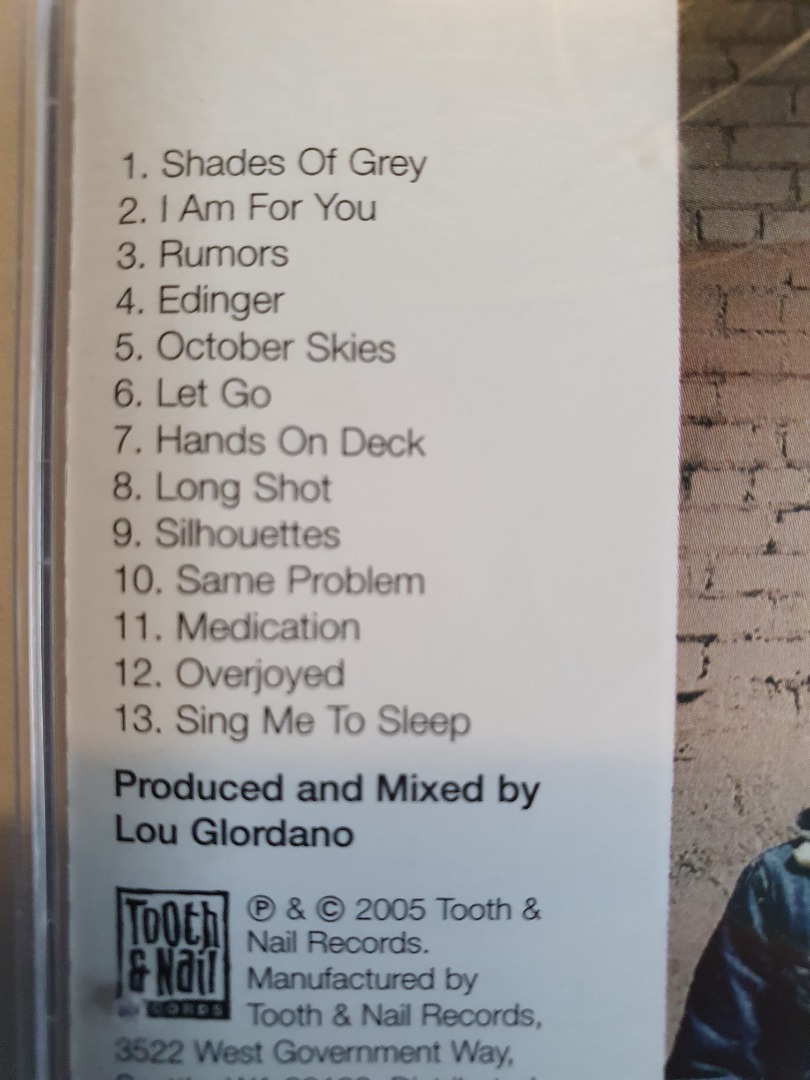 1. Shades Of Grey
2. I Am For You
3. Rumors
4. Edinger
5. October Skies
6. Let Go
7. Hands On Deck
8. Long Shot
9. Silhouettes
10. Same Problem
11. Medication
12. Overjoyed
13. Sing Me To Sleep
Produced and Mixed by
Lou GIordano
Tooth
& Nail
RECORDS
℗ & © 2005 Tooth &
Nail Records.
Manufactured by
Tooth & Nail Records,
3522 West Government Way,